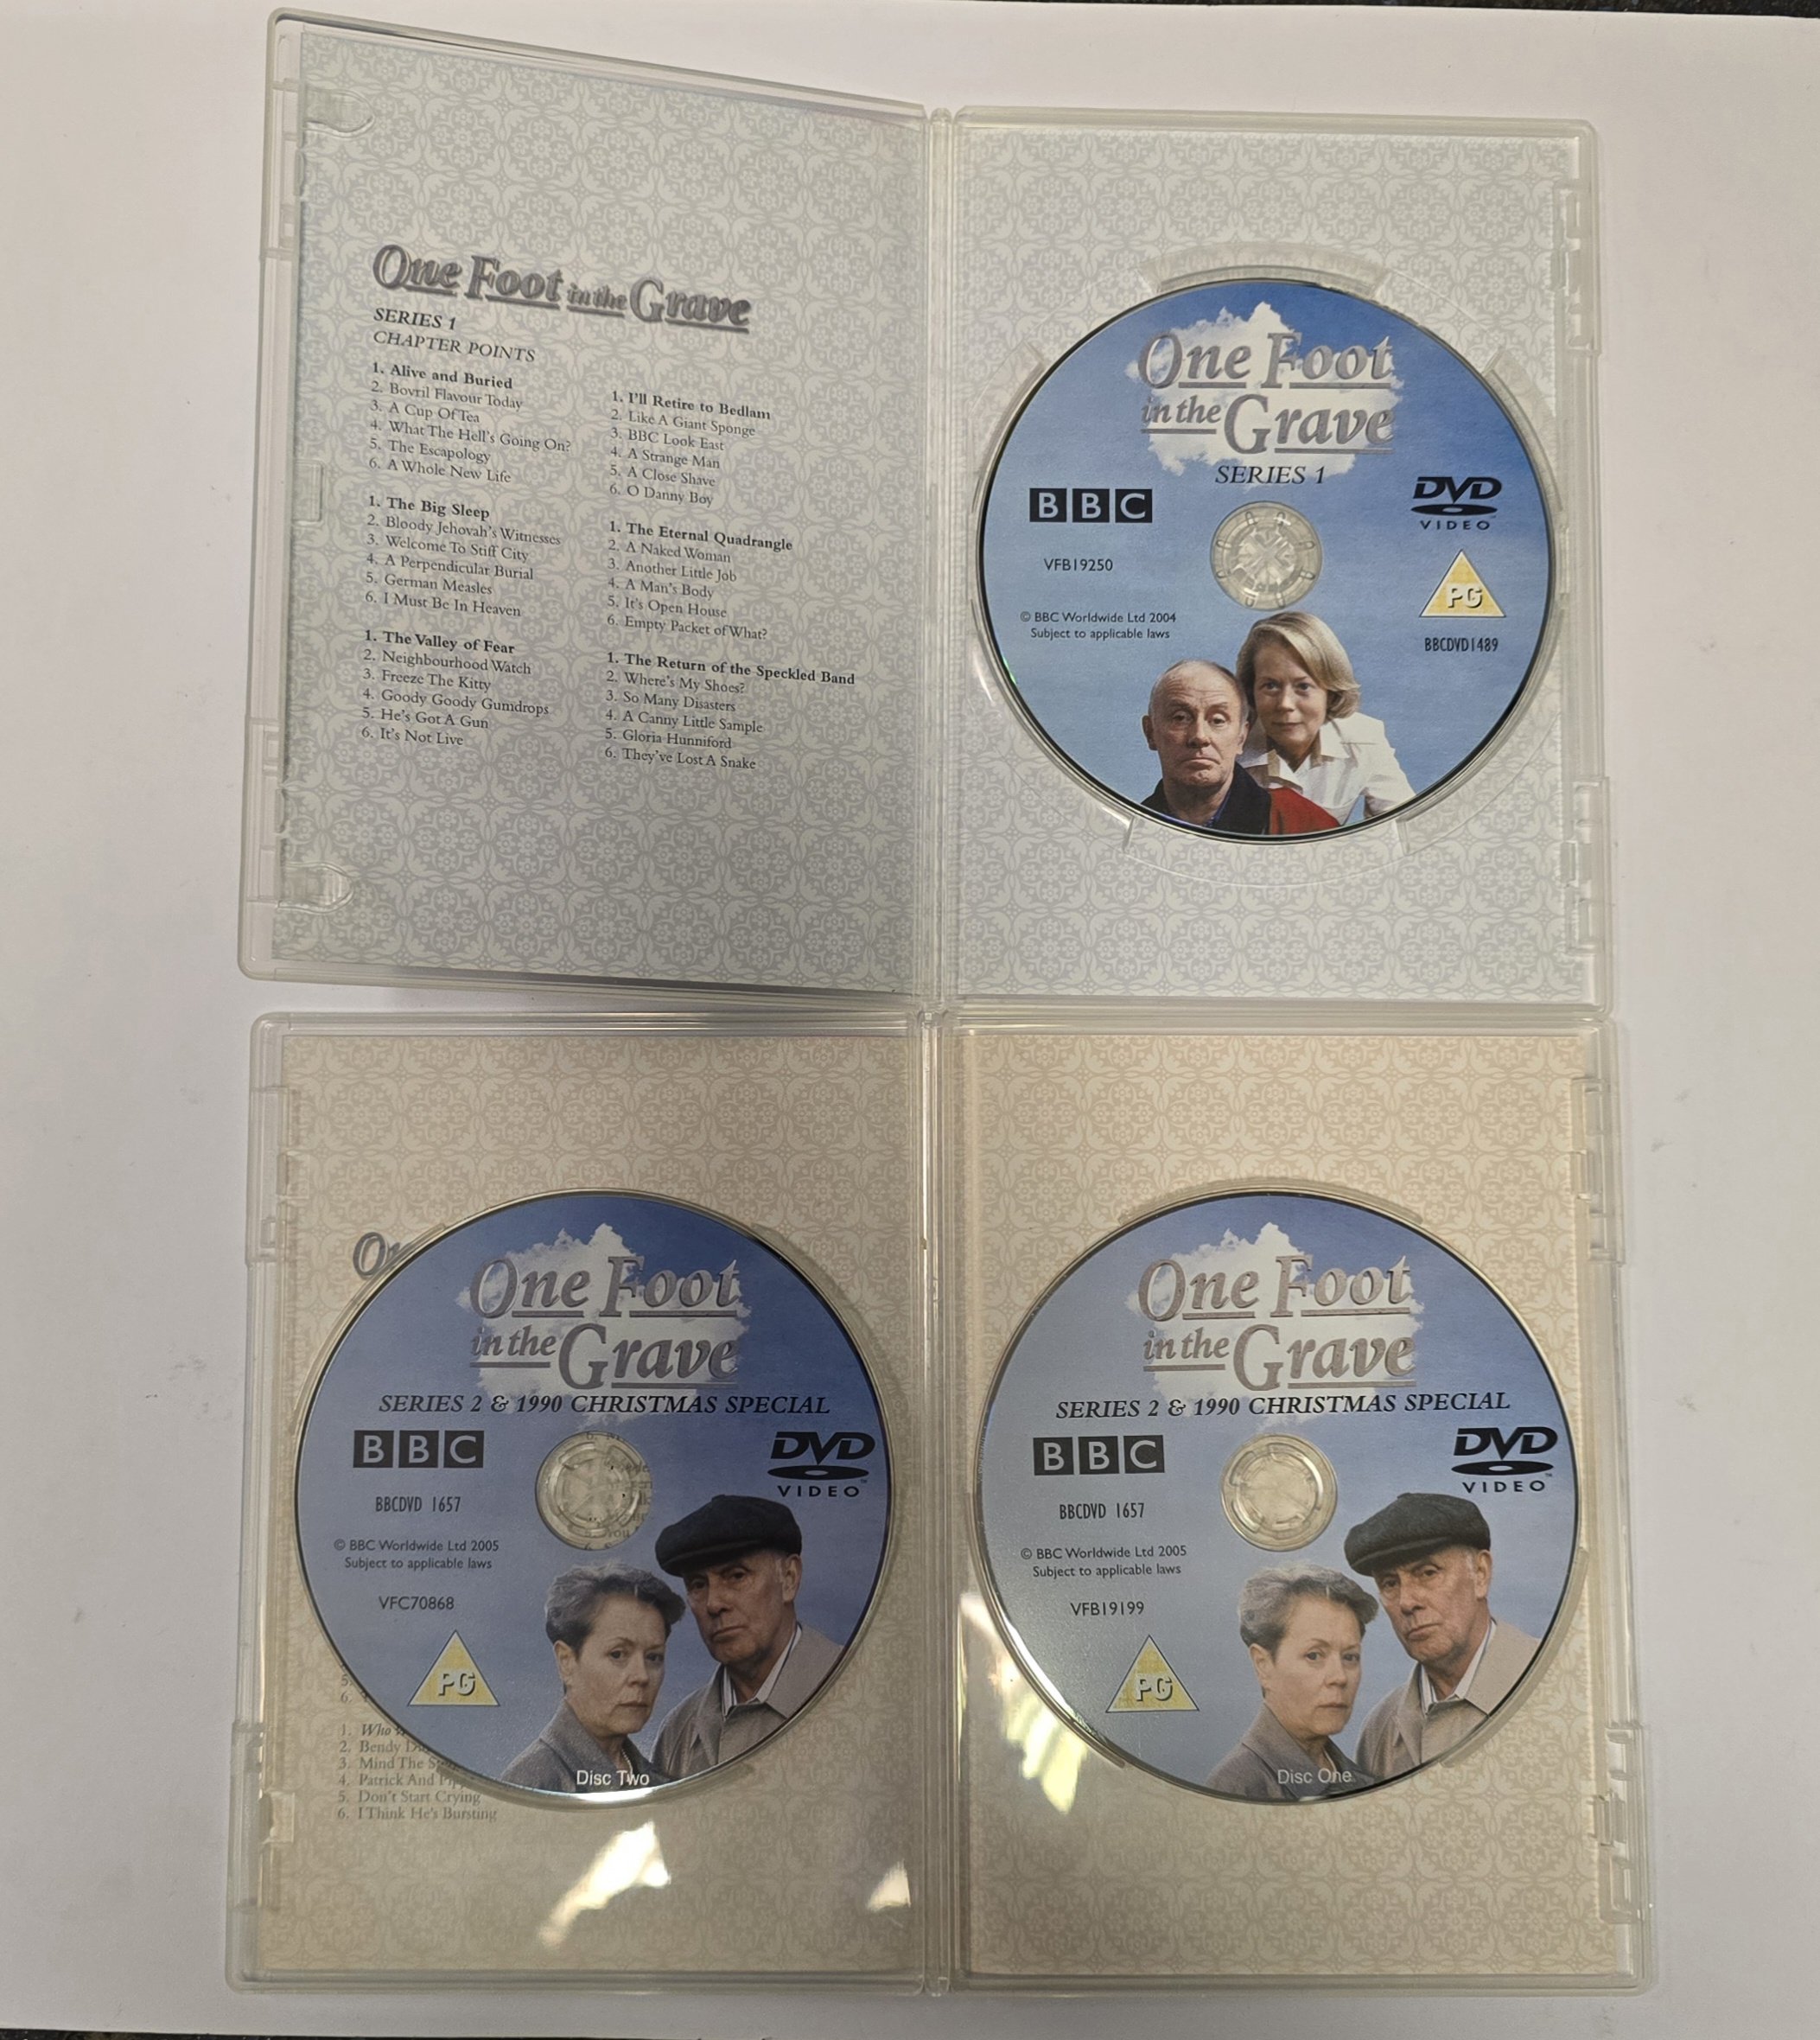 One Foot in the Grave
SERIES 1
CHAPTER POINTS
1. Alive and Buried
2. Bovril Flavour Today
3. A Cup Of Tea
4. What The Hell's Going On?
5. The Escapology
6. A Whole New Life
1. The Big Sleep
2. Bloody Jehovah's Witnesses
3. Welcome To Stiff City
4. A Perpendicular Burial
5. German Measles
6. I Must Be In Heaven
1. The Valley of Fear
2. Neighbourhood Watch
3. Freeze The Kitty
4. Goody Goody Gumdrops
5. He's Got A Gun
6. It's Not Live
1. I'll Retire to Bedlam
2. Like A Giant Sponge
3. BBC Look East
4. A Strange Man
5. A Close Shave
6. O Danny Boy
1. The Eternal Quadrangle
2. A Naked Woman
3. Another Little Job
4. A Man's Body
5. It's Open House
6. Empty Packet of What?
1. The Return of the Speckled Band
2. Where's My Shoes?
3. So Many Disasters
4. A Canny Little Sample
5. Gloria Hunniford
6. They've Lost A Snake
One Foot
in the Grave
SERIES 1
BBC
DVD
VIDEO
VFB19250
PG
© BBC Worldwide Ltd 2004
Subject to applicable laws
BBCDVD1489
One Foot
in the Grave
SERIES 2 & 1990 CHRISTMAS SPECIAL
BBC
DVD
VIDEO
BBCDVD 1657
© BBC Worldwide Ltd 2005
Subject to applicable laws
VFC70868
PG
Disc Two
5.
6.
1. Who
2. Bendy
3. Mind The
4. Patrick And
5. Don't Start Crying
6. I Think He's Bursting
One Foot
in the Grave
SERIES 2 & 1990 CHRISTMAS SPECIAL
BBC
DVD
VIDEO
BBCDVD 1657
© BBC Worldwide Ltd 2005
Subject to applicable laws
VFB19199
PG
Disc One